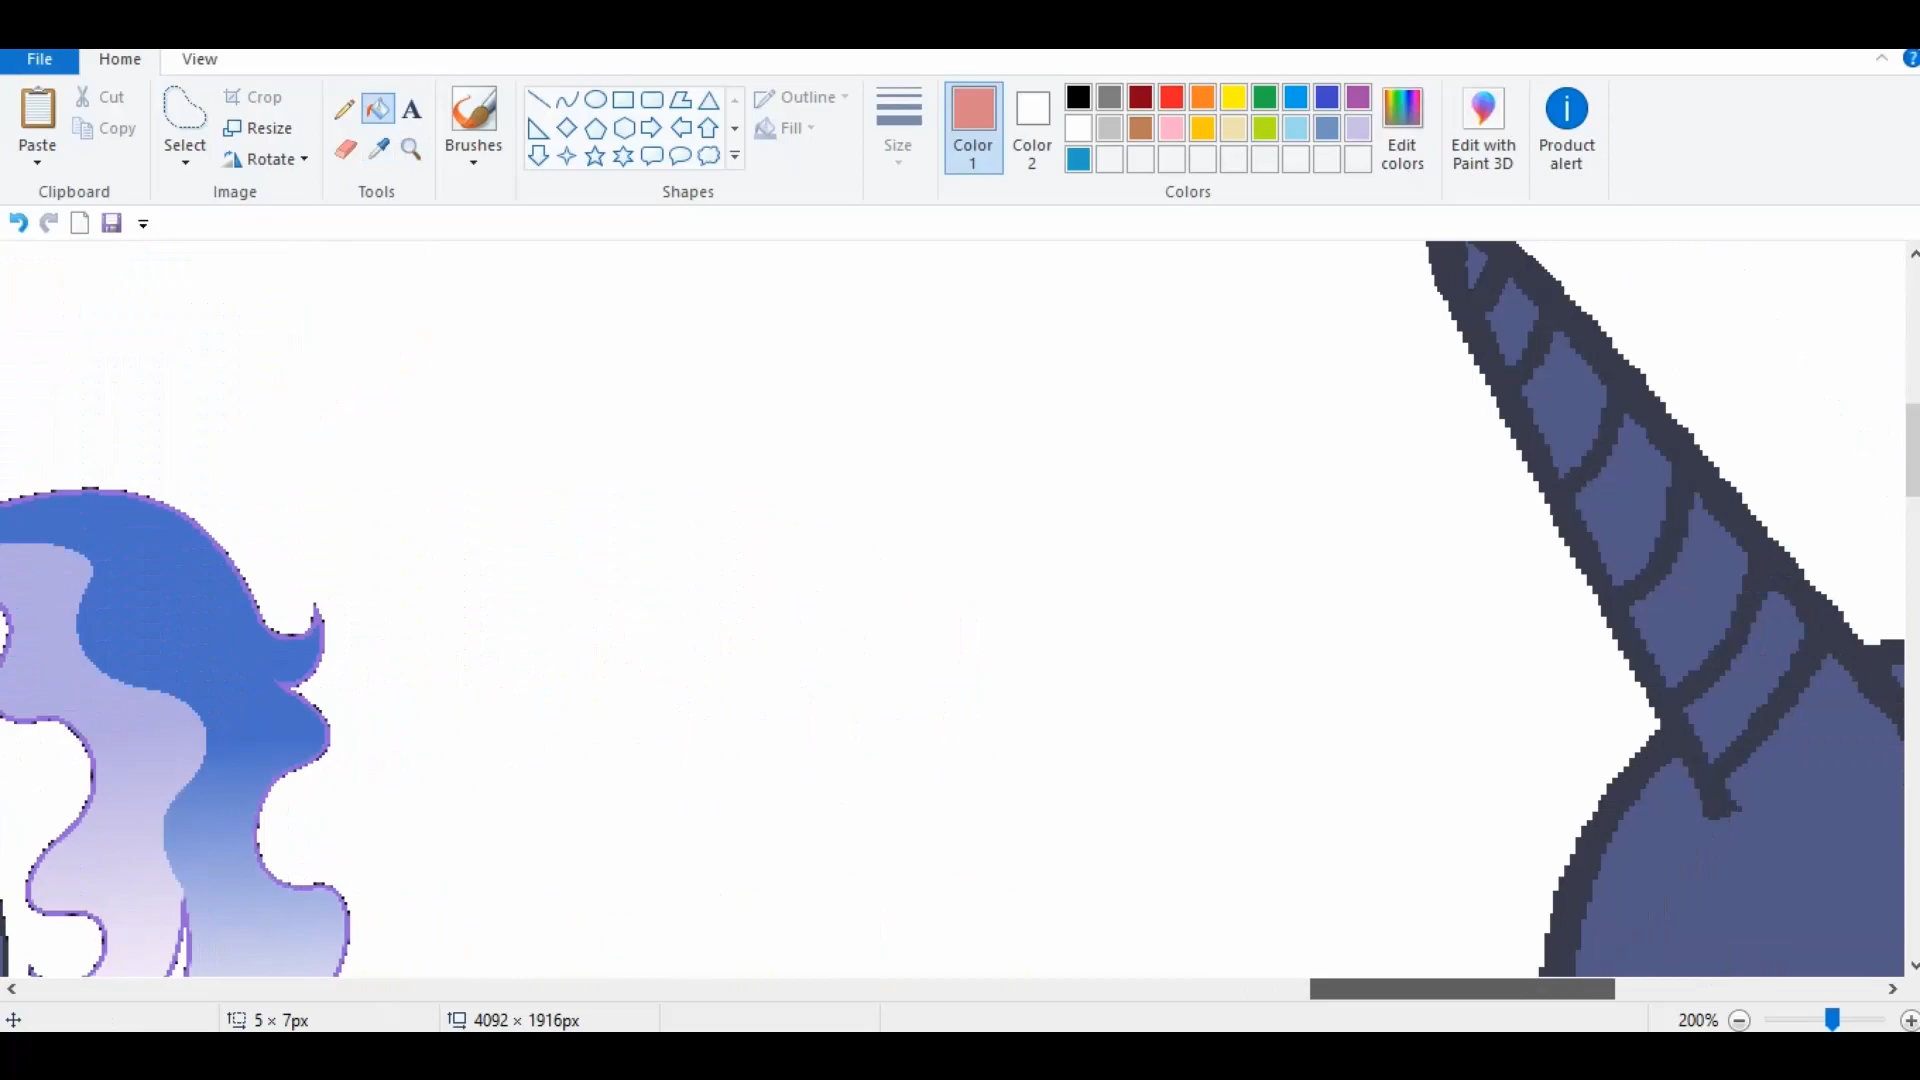 File Home View
Paste
Cut
Copy
Clipboard
Select
Crop
Resize
Rotate
Image
A
Tools
Brushes
Outline
Fill
Shapes
Size
Color
1
Color
2
Edit
colors
Colors
Edit with
Paint 3D
Product
alert
5 × 7px
4092 × 1916px
200%